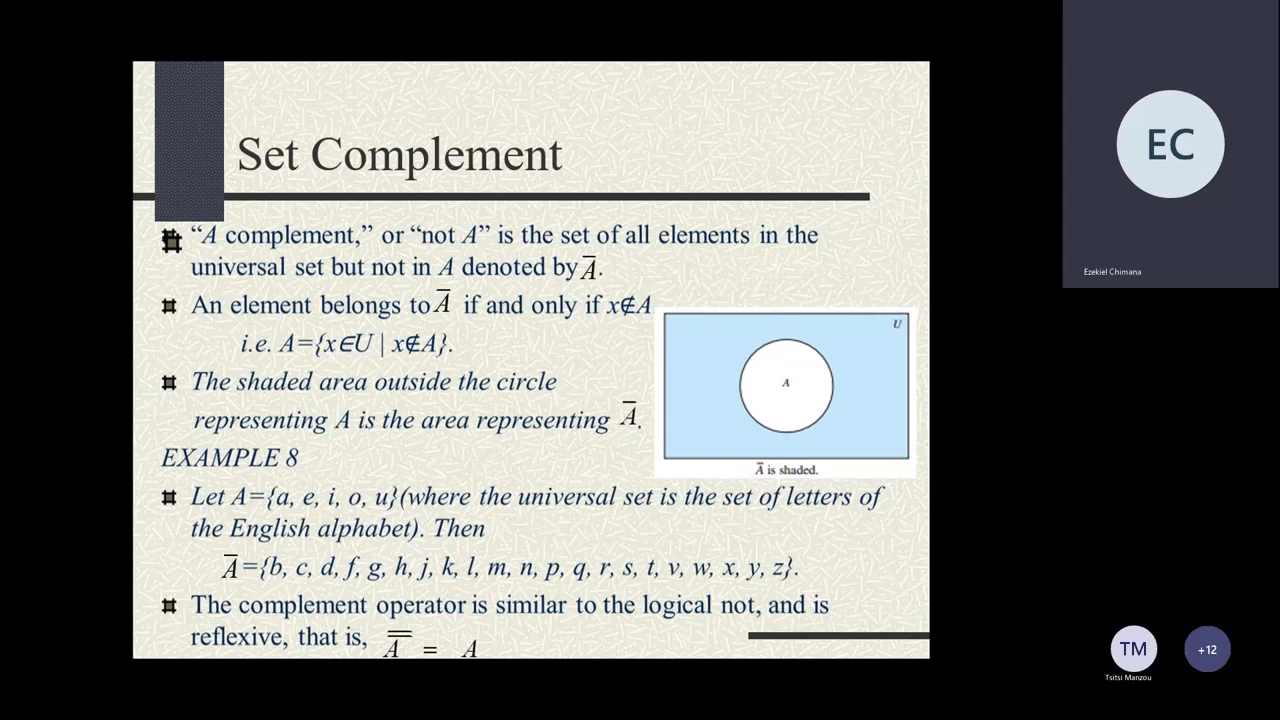 Set Complement
“A complement,” or “not A” is the set of all elements in the
universal set but not in A denoted by A̅.
An element belongs to A̅ if and only if x∉A
i.e. A={x∈U | x∉A}.
The shaded area outside the circle
representing A is the area representing A̅.
U
A
A̅ is shaded.
EXAMPLE 8
Let A={a, e, i, o, u}(where the universal set is the set of letters of
the English alphabet). Then
A̅={b, c, d, f, g, h, j, k, l, m, n, p, q, r, s, t, v, w, x, y, z}.
The complement operator is similar to the logical not, and is
reflexive, that is, A̿ = A
EC
Ezekiel Chimana
TM
+12
Tsitsi Manzou